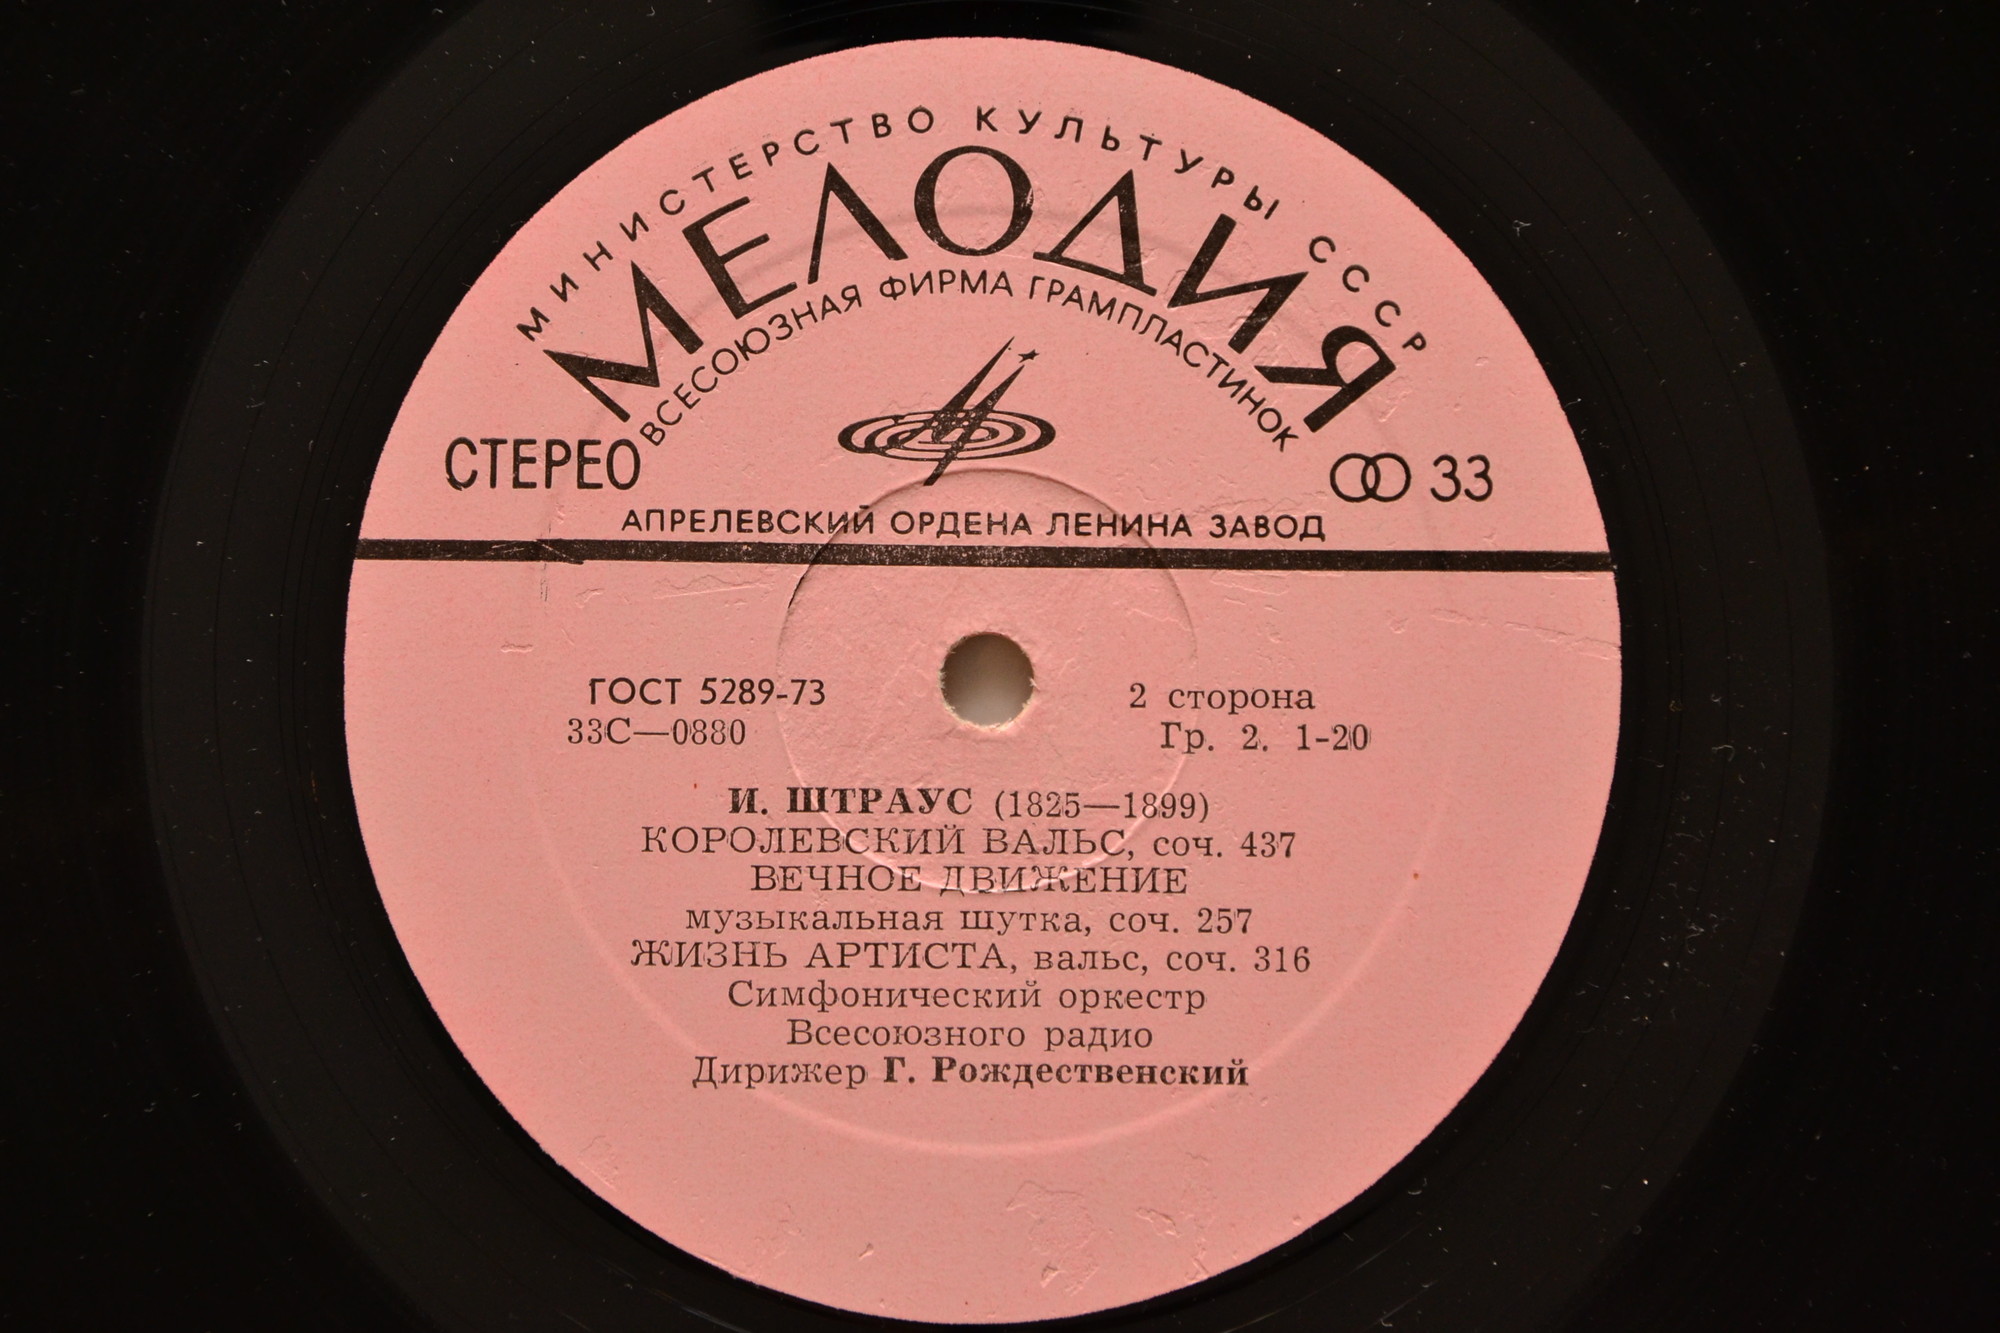 МИНИСТЕРСТВО КУЛЬТУРЫ СССР
МЕЛОДИЯ
ВСЕСОЮЗНАЯ ФИРМА ГРАМПЛАСТИНОК
СТЕРЕО
33
АПРЕЛЕВСКИЙ ОРДЕНА ЛЕНИНА ЗАВОД
ГОСТ 5289-73
33С—0880
2 сторона
Гр. 2. 1-20
И. ШТРАУС (1825—1899)
КОРОЛЕВСКИЙ ВАЛЬС, соч. 437
ВЕЧНОЕ ДВИЖЕНИЕ
музыкальная шутка, соч. 257
ЖИЗНЬ АРТИСТА, вальс, соч. 316
Симфонический оркестр
Всесоюзного радио
Дирижер Г. Рождественский